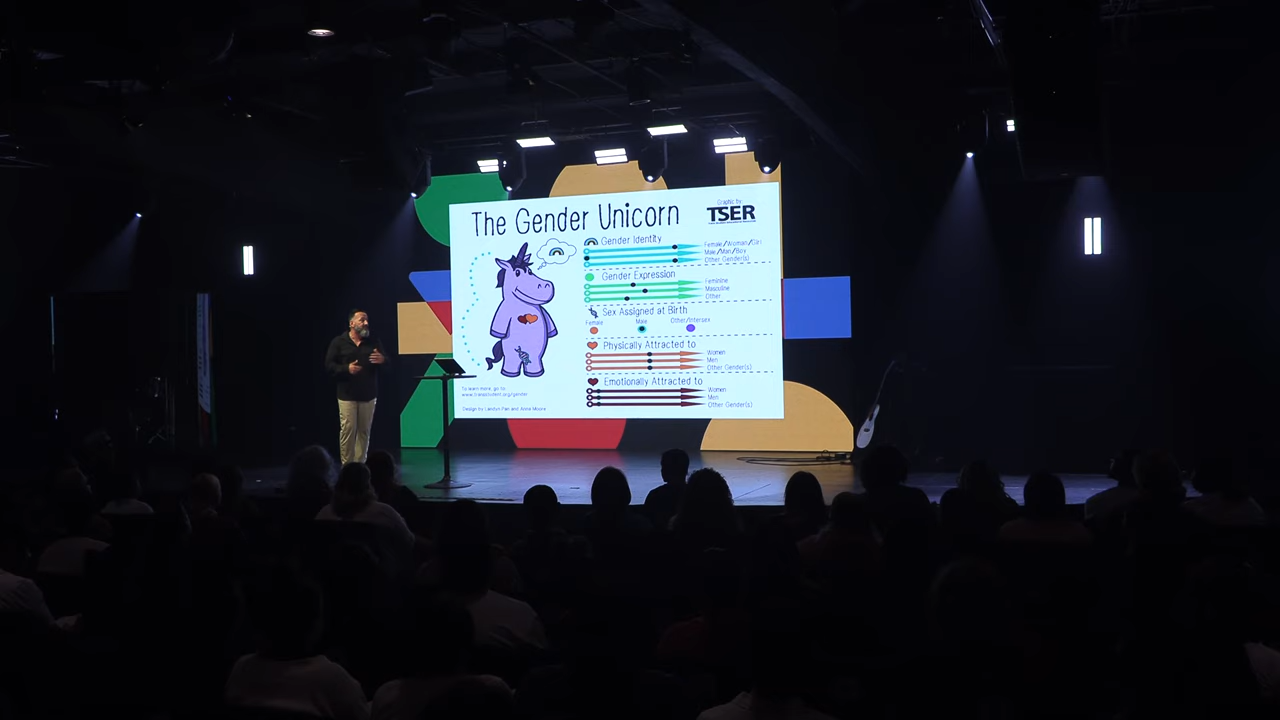 The Gender Unicorn
Graphic by:
TSER
Gender Identity
Female/Woman/Girl
Male/Man/Boy
Other Gender(s)
Gender Expression
Feminine
Masculine
Other
Sex Assigned at Birth
Female
Male
Other/Intersex
Physically Attracted to
Women
Men
Other Gender(s)
Emotionally Attracted to
Women
Men
Other Gender(s)
To learn more, go to:
www.transstudent.org/gender
Design by Landyn Pan and Anna Moore